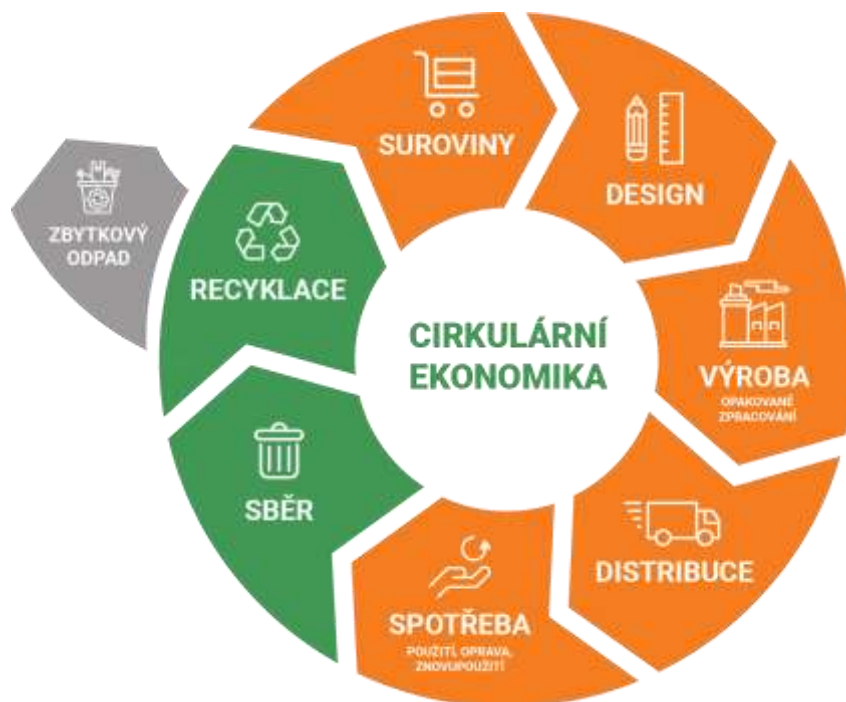 CIRKULÁRNÍ
EKONOMIKA
SUROVINY
DESIGN
VÝROBA
OPAKOVANÉ
ZPRACOVÁNÍ
DISTRIBUCE
SPOTŘEBA
POUŽITÍ, OPRAVA,
ZNOVUPOUŽITÍ
SBĚR
RECYKLACE
ZBYTKOVÝ
ODPAD